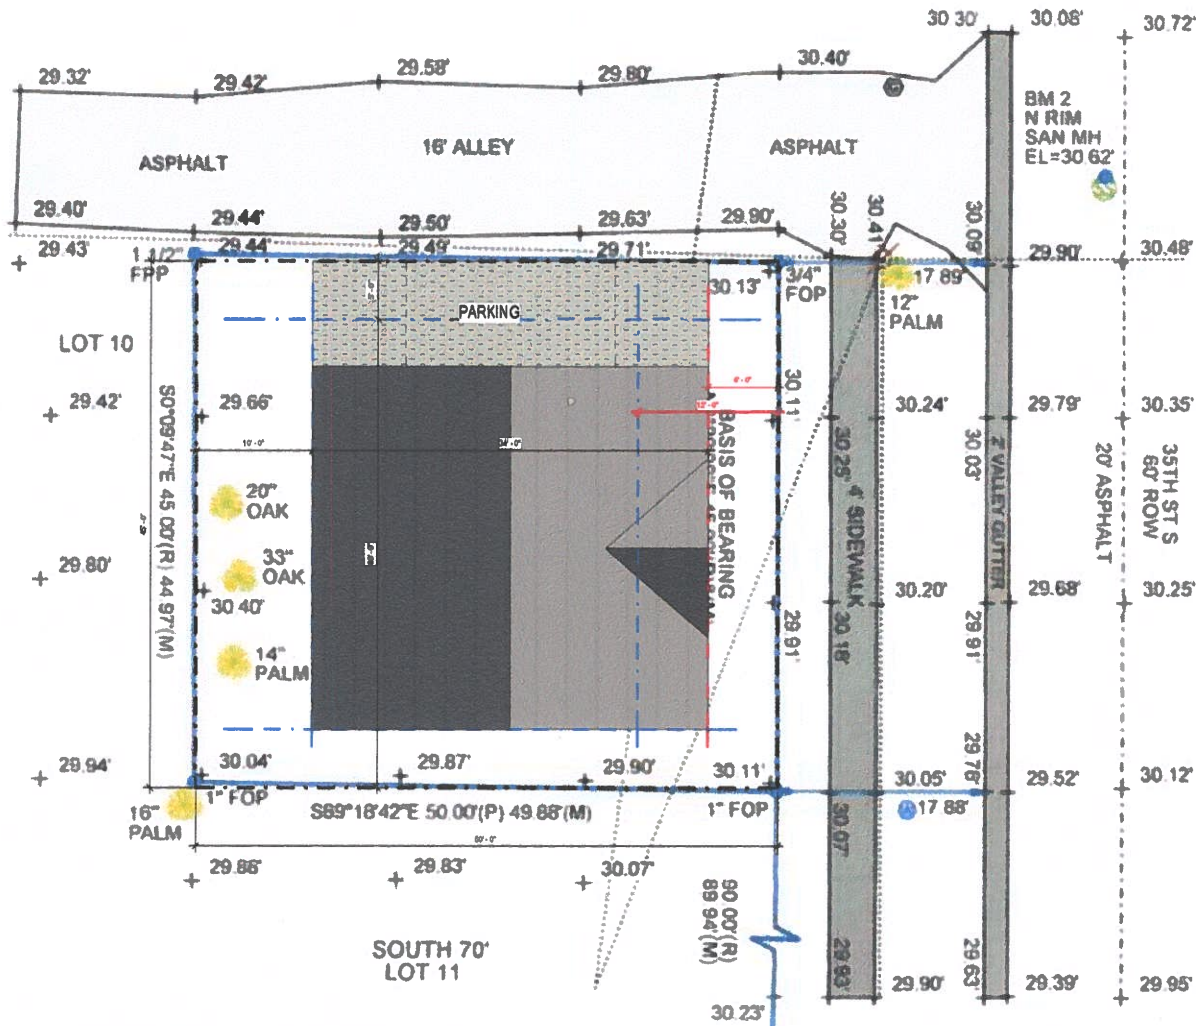 30.30'
30.08'
30.72'
29.32'
29.42'
29.58'
29.80'
30.40'
BM 2
N RIM
SAN MH
EL=30.62'
ASPHALT
16' ALLEY
ASPHALT
29.40'
29.44'
29.50'
29.63'
29.90'
30.30'
30.41'
30.09'
29.43'
1 1/2"
FPP
29.44'
29.49'
29.71'
30.13'
3/4"
FOP
17.89'
12"
PALM
29.90'
30.48'
PARKING
LOT 10
29.42'
29.66'
30.11'
30.24'
29.79'
30.35'
10'-0"
12'-0"
BASIS OF BEARING
30.25'
30.03'
S0°09'47"E 45.00'(R) 44.97'(M)
20"
OAK
33"
OAK
4' SIDEWALK
2' VALLEY GUTTER
20' ASPHALT
35TH ST S
60' ROW
29.80'
30.40'
30.20'
29.68'
30.25'
14"
PALM
29.91'
30.18'
29.91'
29.94'
30.04'
29.87'
29.90'
30.11'
30.05'
29.76'
29.52'
30.12'
16"
PALM
1" FOP
S89°18'42"E 50.00'(P) 49.88'(M)
1" FOP
30.07'
17.88'
29.86'
29.83'
30.07'
90.00'(R)
89.94'(M)
SOUTH 70'
LOT 11
29.93'
29.90'
29.63'
29.39'
29.95'
30.23'